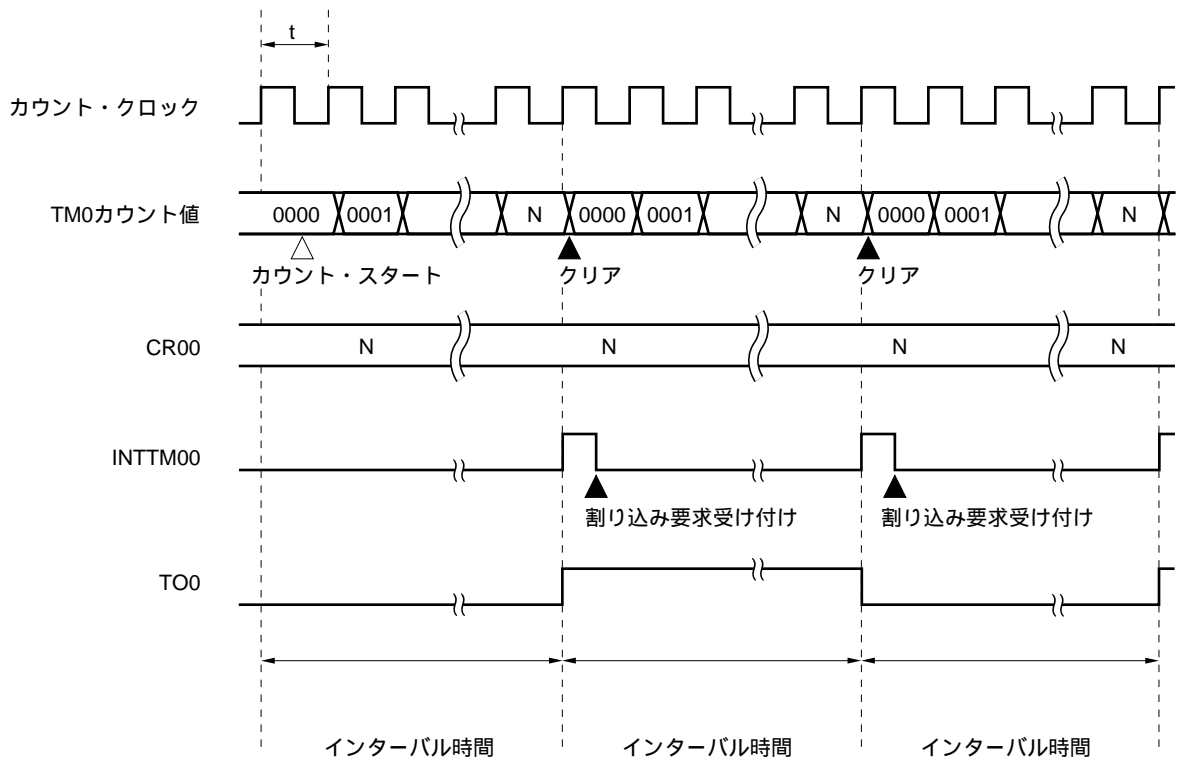 t
カウント・クロック
TM0カウント値 0000 0001 N 0000 0001 N 0000 0001 N
カウント・スタート クリア クリア
CR00 N N N N
INTTM00
割り込み要求受け付け 割り込み要求受け付け
TO0
インターバル時間 インターバル時間 インターバル時間